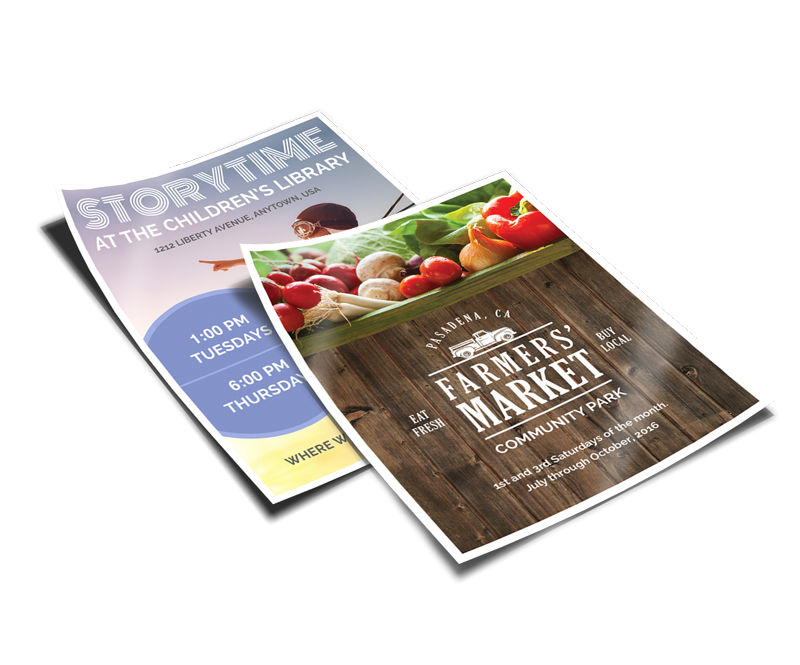 STORYTIME
AT THE CHILDREN'S LIBRARY
1212 LIBERTY AVENUE, ANYTOWN, USA
1:00 PM
TUESDAYS
6:00 PM
THURSDAY
WHERE
PASADENA, CA
FARMERS'
MARKET
COMMUNITY PARK
EAT
FRESH
BUY
LOCAL
1st and 3rd Saturdays of the month.
July through October, 2016